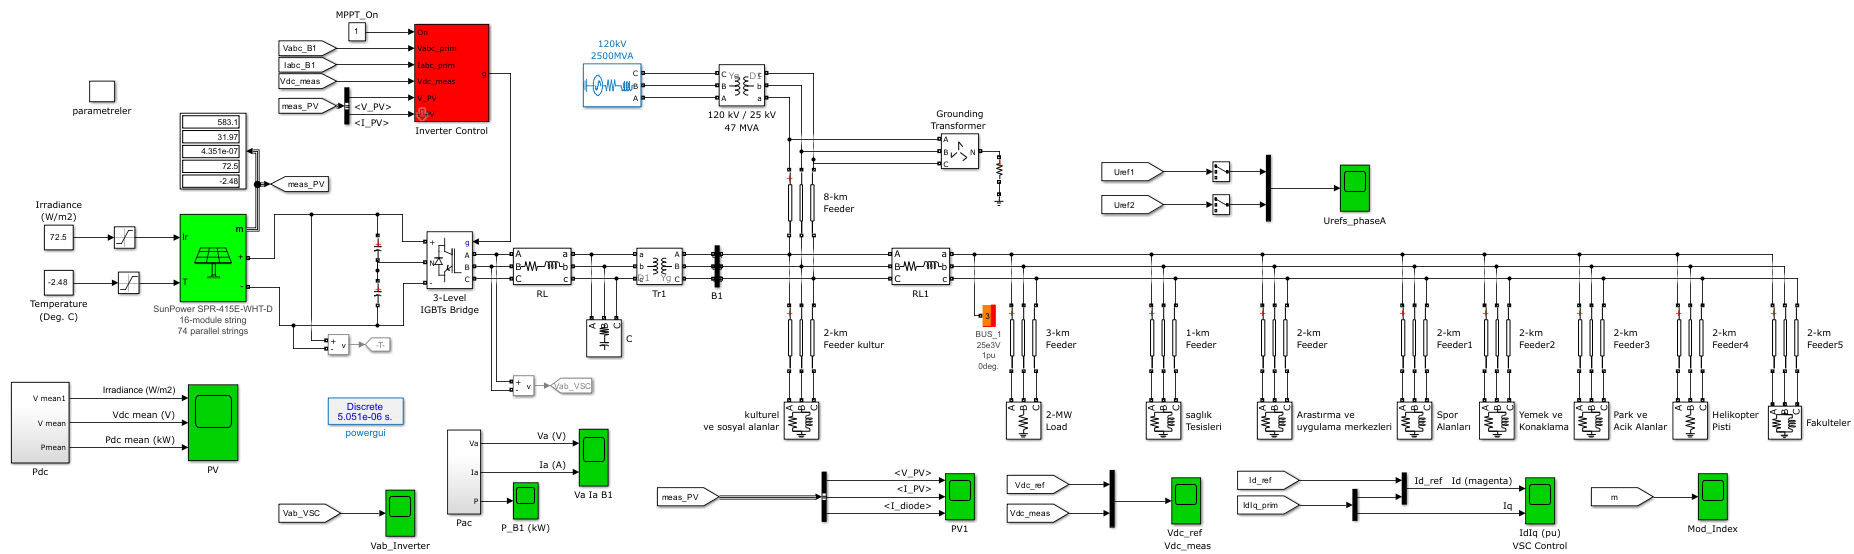 MPPT_On
1
Vabc_B1
Iabc_B1
Vdc_meas
meas_PV
<V_PV>
<I_PV>
On
Vabc_prim
Iabc_prim
Vdc_meas
V_PV
g
Inverter Control
parametreler
583.1
31.97
4.351e-07
72.5
-2.48
meas_PV
Irradiance
(W/m2)
72.5
-2.48
Temperature
(Deg. C)
Ir
T
m
+
-
SunPower SPR-415E-WHT-D
16-module string
74 parallel strings
+
-
v
-T-
g
+
N
-
A
B
C
3-Level
IGBTs Bridge
A
B
C
a
b
c
RL
A
B
C
C
a
b
c
A
B
C
D1
Yg
Tr1
B1
+
-
v
Vab_VSC
120kV
2500MVA
C
B
A
C
B
A
Yg
D1
c
b
a
120 kV / 25 kV
47 MVA
Grounding
Transformer
A
B
C
N
8-km
Feeder
A
B
C
a
b
c
RL1
3
BUS_1
25e3V
1pu
0deg.
Uref1
Uref2
Urefs_phaseA
2-km
Feeder kultur
3-km
Feeder
1-km
Feeder
2-km
Feeder
2-km
Feeder1
2-km
Feeder2
2-km
Feeder3
2-km
Feeder4
2-km
Feeder5
A
B
C
kulturel
ve sosyal alanlar
A
B
C
2-MW
Load
A
B
C
saglık
Tesisleri
A
B
C
Arastırma ve
uygulama merkezleri
A
B
C
Spor
Alanları
A
B
C
Yemek ve
Konaklama
A
B
C
Park ve
Acik Alanlar
A
B
C
Helikopter
Pisti
A
B
C
Fakulteler
V mean1
V mean
Pmean
Pdc
Irradiance (W/m2)
Vdc mean (V)
Pdc mean (kW)
PV
Discrete
5.051e-06 s.
powergui
Vab_VSC
Vab_Inverter
Va
Ia
P
Pac
Va (V)
Ia (A)
Va Ia B1
P_B1 (kW)
meas_PV
<V_PV>
<I_PV>
<I_diode>
PV1
Vdc_ref
Vdc_meas
Vdc_ref
Vdc_meas
Id_ref
IdIq_prim
Id_ref Id (magenta)
Iq
IdIq (pu)
VSC Control
m
Mod_Index